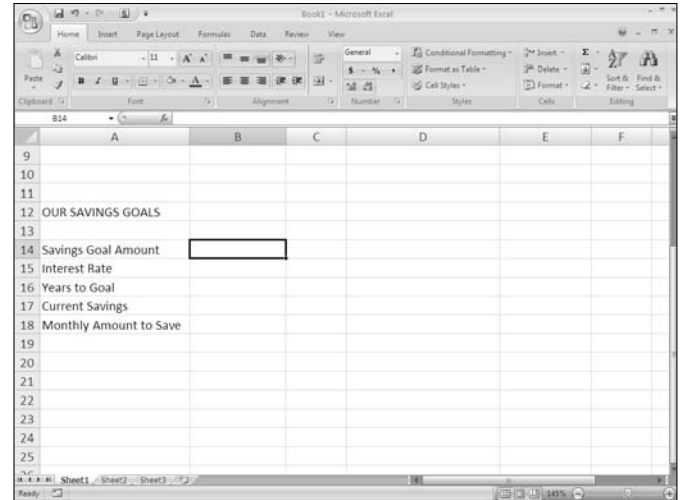 Book1 - Microsoft Excel
Home Insert Page Layout Formulas Data Review View
Calibri 11 A A General Conditional Formatting Insert Σ
Paste B I U A $ % , Format as Table Delete Sort & Find &
Cell Styles Format Filter Select
Clipboard Font Alignment Number Styles Cells Editing
B14 fx
A B C D E F
9
10
11
12 OUR SAVINGS GOALS
13
14 Savings Goal Amount
15 Interest Rate
16 Years to Goal
17 Current Savings
18 Monthly Amount to Save
19
20
21
22
23
24
25
26
Sheet1 Sheet2 Sheet3
Ready 145%